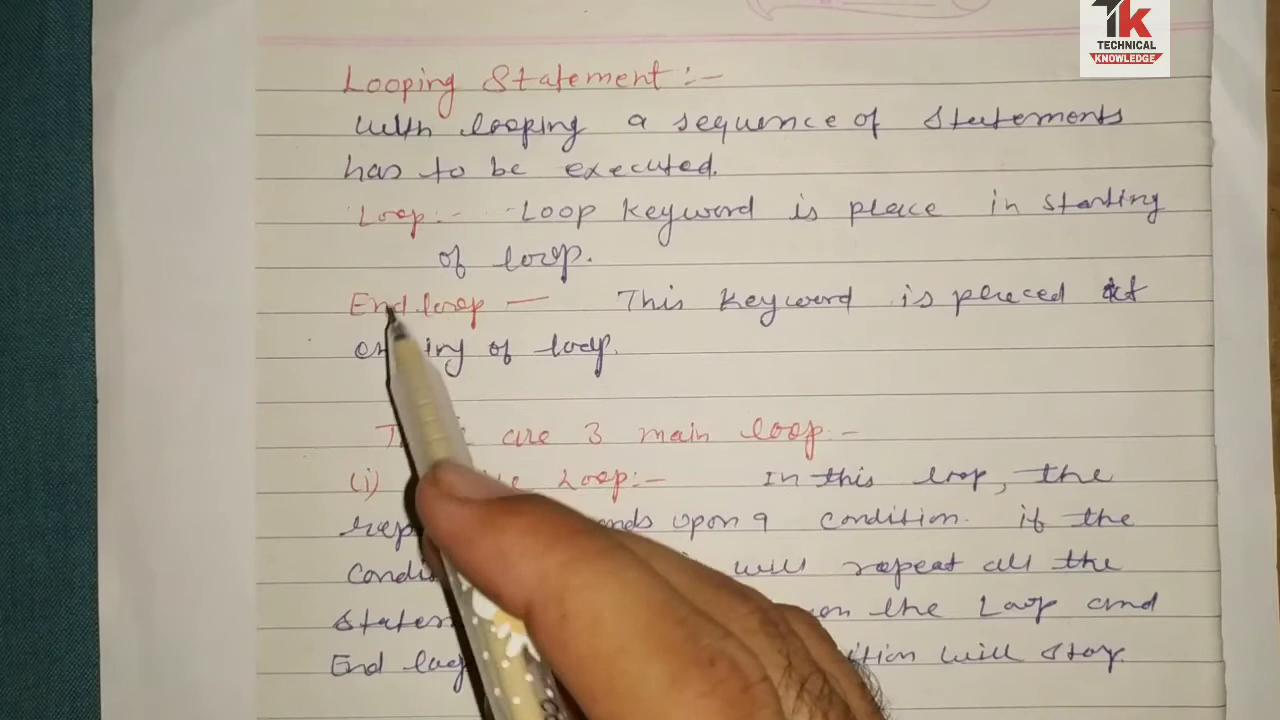 TK
TECHNICAL
KNOWLEDGE
Looping Statement :-
With looping a sequence of Statements
has to be executed.
Loop :- Loop Keyword is place in starting
of loop.
End loop — This Keyword is placed at
of loop.
are 3 main loop -
(i) Loop :- In this loop, the
upon a condition. if the
will repeat all the
the Loop and
End will stop.